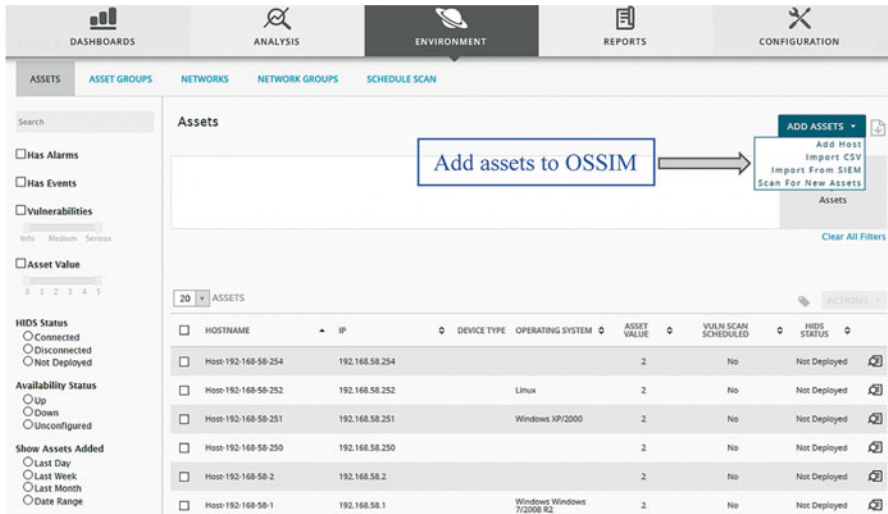 DASHBOARDS
ANALYSIS
ENVIRONMENT
REPORTS
CONFIGURATION
ASSETS
ASSET GROUPS
NETWORKS
NETWORK GROUPS
SCHEDULE SCAN
Search
Has Alarms
Has Events
Vulnerabilities
Info Medium Serious
Asset Value
0 1 2 3 4 5
HIDS Status
Connected
Disconnected
Not Deployed
Availability Status
Up
Down
Unconfigured
Show Assets Added
Last Day
Last Week
Last Month
Date Range
Assets
ADD ASSETS
Add Host
Import CSV
Import From SIEM
Scan For New Assets
Add assets to OSSIM
Assets
Clear All Filters
20 ASSETS
ACTIONS
HOSTNAME IP DEVICE TYPE OPERATING SYSTEM ASSET VALUE VULN SCAN SCHEDULED HIDS STATUS
Host-192-168-58-254 192.168.58.254 2 No Not Deployed
Host-192-168-58-252 192.168.58.252 Linux 2 No Not Deployed
Host-192-168-58-251 192.168.58.251 Windows XP/2000 2 No Not Deployed
Host-192-168-58-250 192.168.58.250 2 No Not Deployed
Host-192-168-58-2 192.168.58.2 2 No Not Deployed
Host-192-168-58-1 192.168.58.1 Windows Windows 7/2008 R2 2 No Not Deployed